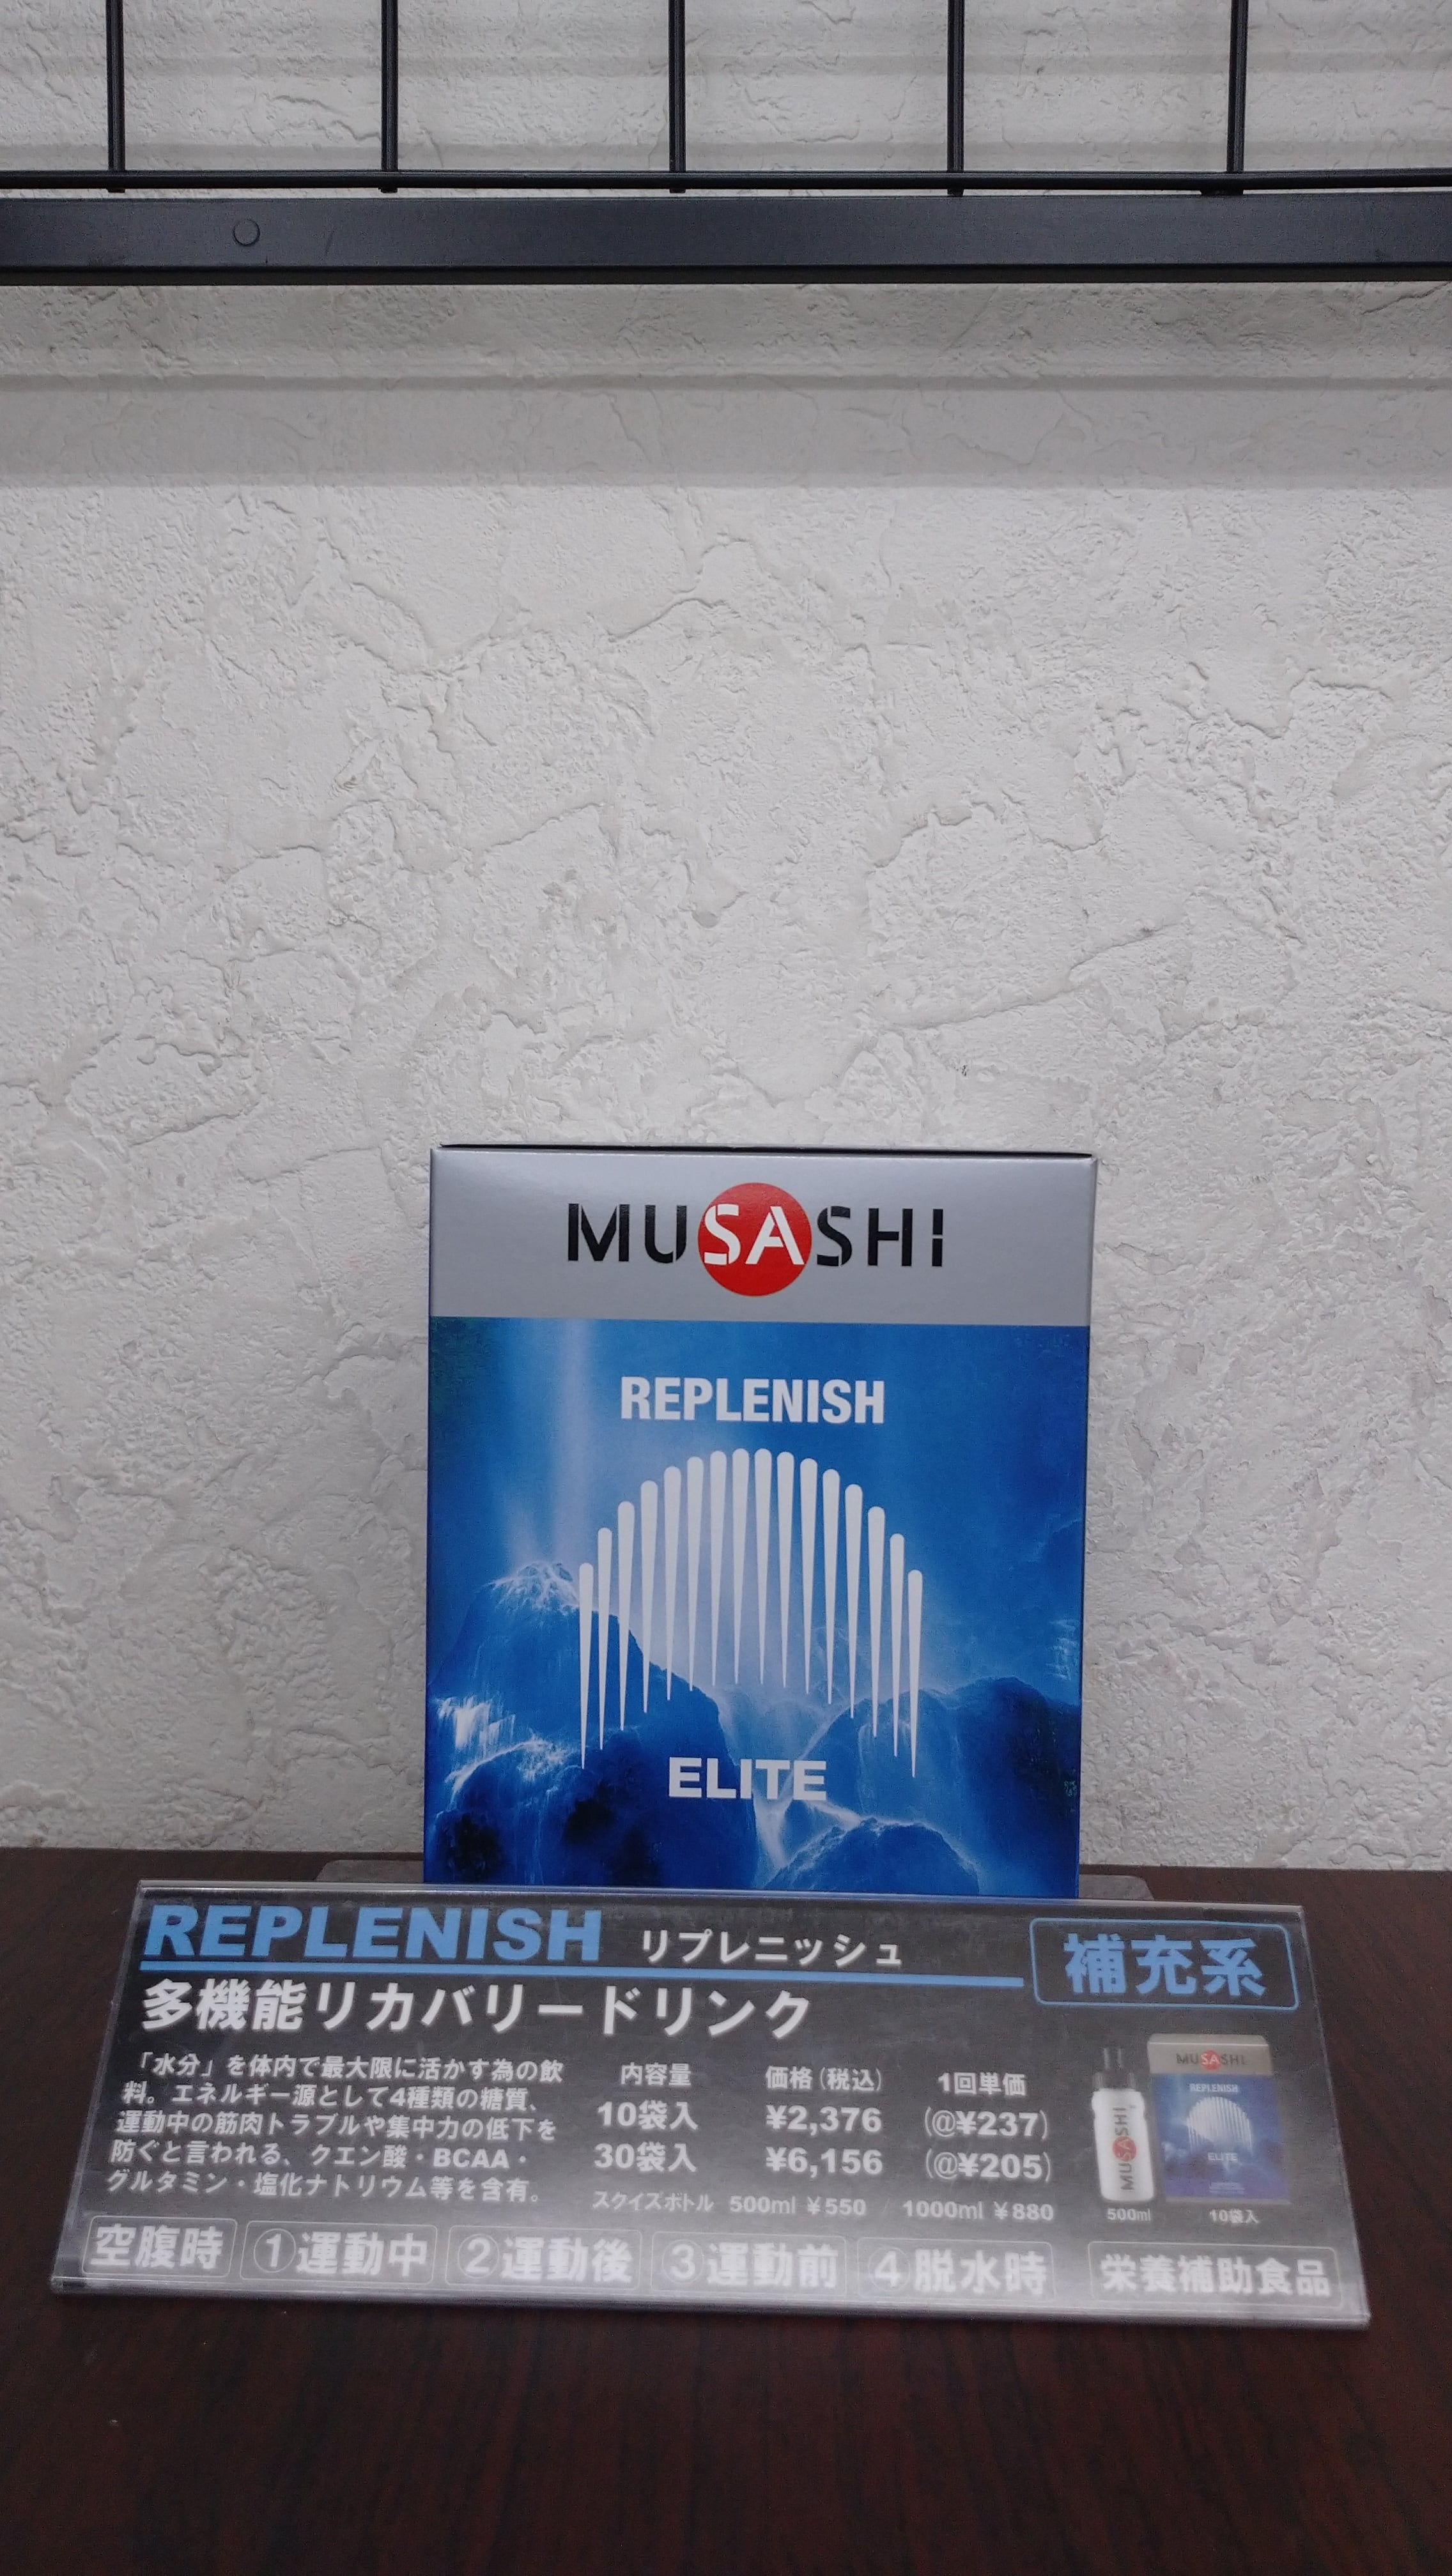 MUSASHI
REPLENISH
ELITE
REPLENISH リプレニッシュ
補充系
多機能リカバリードリンク
「水分」を体内で最大限に活かす為の飲
料。エネルギー源として4種類の糖質、
運動中の筋肉トラブルや集中力の低下を
防ぐと言われる、クエン酸・BCAA・
グルタミン・塩化ナトリウム等を含有。
内容量 価格(税込) 1回単価
10袋入 ¥2,376 (@¥237)
30袋入 ¥6,156 (@¥205)
スクイズボトル 500ml ¥550 / 1000ml ¥880
MUSASHI
MUSASHI
REPLENISH
ELITE
500ml 10袋入
空腹時 ①運動中 ②運動後 ③運動前 ④脱水時 栄養補助食品